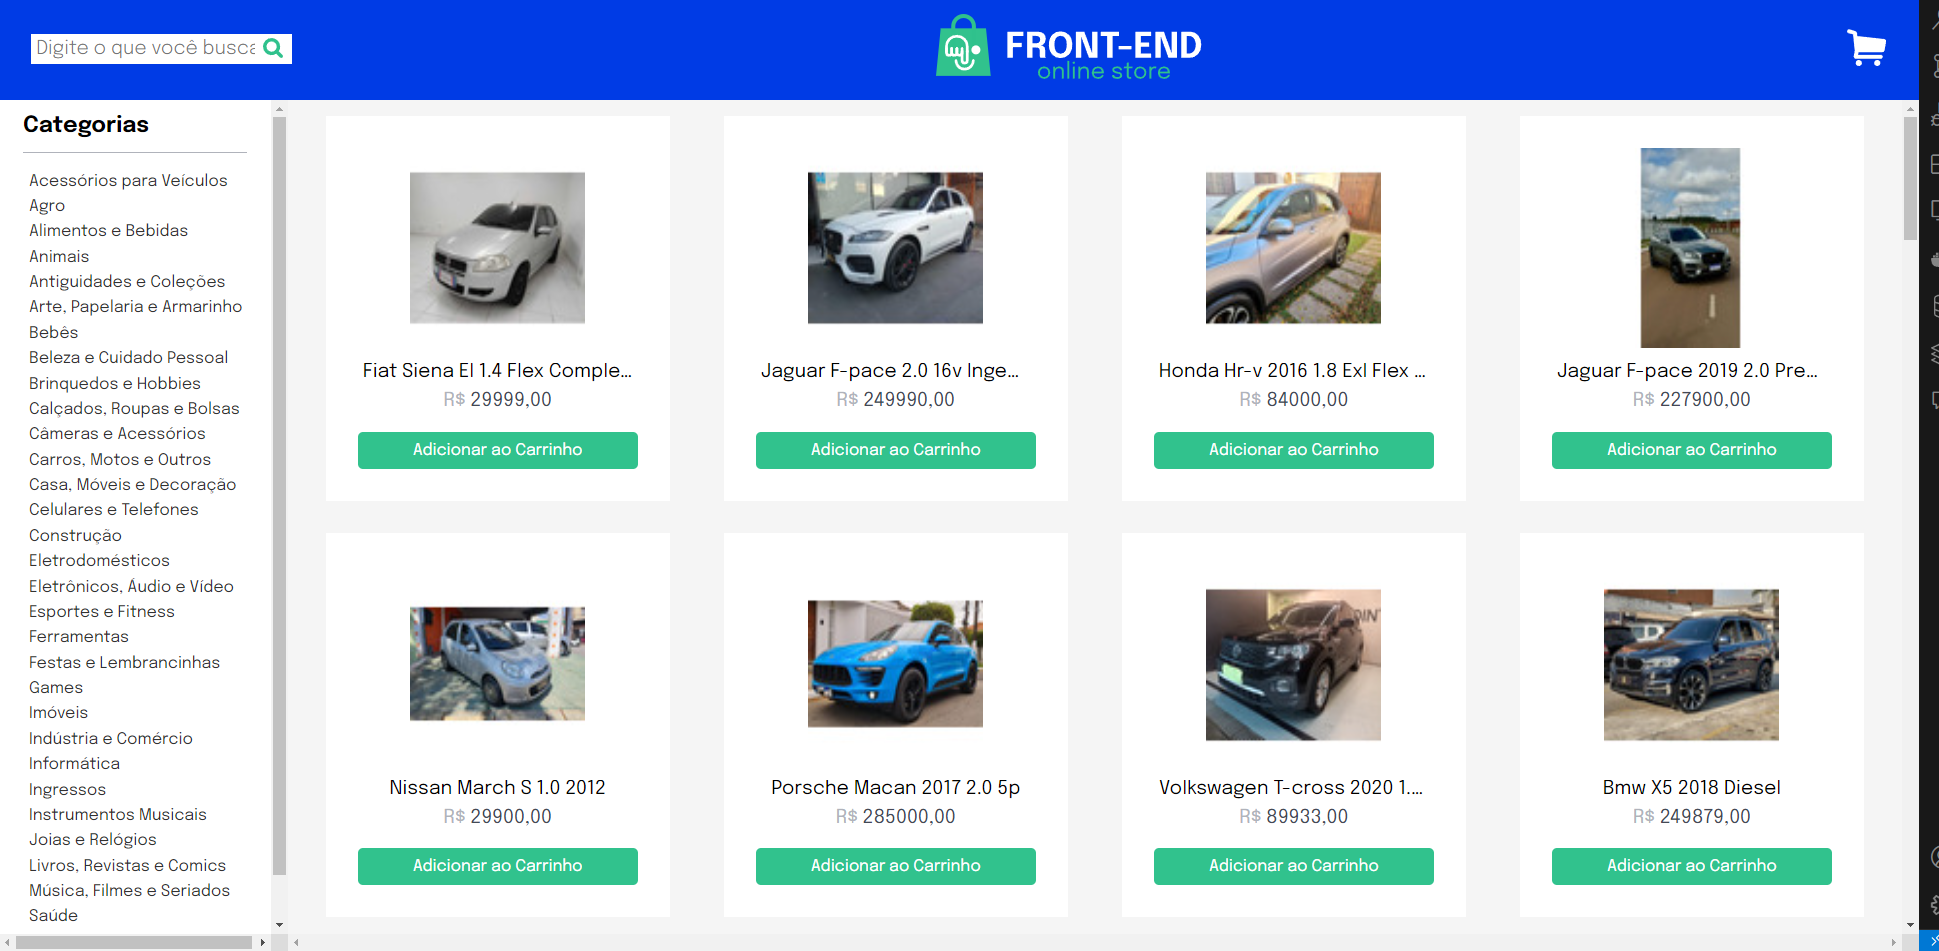 Digite o que você busca
FRONT-END
online store
Categorias
Acessórios para Veículos
Agro
Alimentos e Bebidas
Animais
Antiguidades e Coleções
Arte, Papelaria e Armarinho
Bebês
Beleza e Cuidado Pessoal
Brinquedos e Hobbies
Calçados, Roupas e Bolsas
Câmeras e Acessórios
Carros, Motos e Outros
Casa, Móveis e Decoração
Celulares e Telefones
Construção
Eletrodomésticos
Eletrônicos, Áudio e Vídeo
Esportes e Fitness
Ferramentas
Festas e Lembrancinhas
Games
Imóveis
Indústria e Comércio
Informática
Ingressos
Instrumentos Musicais
Joias e Relógios
Livros, Revistas e Comics
Música, Filmes e Seriados
Saúde
Fiat Siena El 1.4 Flex Comple...
R$ 29999,00
Adicionar ao Carrinho
Jaguar F-pace 2.0 16v Inge...
R$ 249990,00
Adicionar ao Carrinho
Honda Hr-v 2016 1.8 Exl Flex ...
R$ 84000,00
Adicionar ao Carrinho
Jaguar F-pace 2019 2.0 Pre...
R$ 227900,00
Adicionar ao Carrinho
Nissan March S 1.0 2012
R$ 29900,00
Adicionar ao Carrinho
Porsche Macan 2017 2.0 5p
R$ 285000,00
Adicionar ao Carrinho
Volkswagen T-cross 2020 1....
R$ 89933,00
Adicionar ao Carrinho
Bmw X5 2018 Diesel
R$ 249879,00
Adicionar ao Carrinho